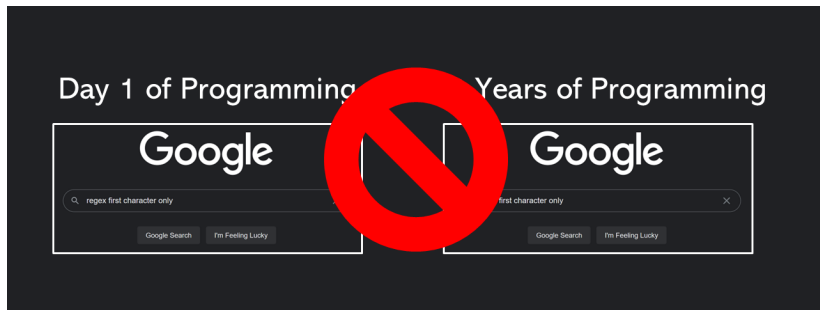 Day 1 of Programming
Years of Programming
Google
regex first character only
Google Search I'm Feeling Lucky
Google
first character only
Google Search I'm Feeling Lucky